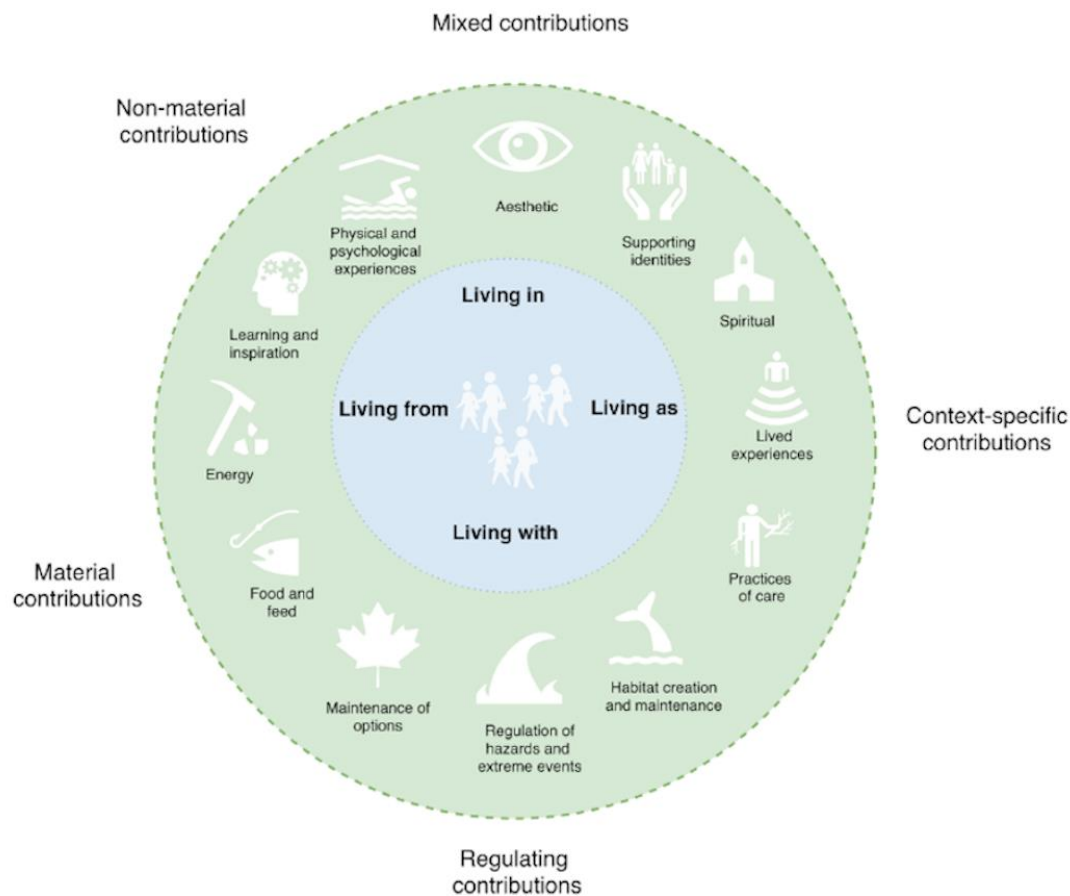 Mixed contributions
Non-material
contributions
Aesthetic
Physical and
psychological
experiences
Supporting
identities
Living in
Learning and
inspiration
Spiritual
Living from
Living as
Context-specific
contributions
Lived
experiences
Energy
Living with
Material
contributions
Food and
feed
Practices
of care
Maintenance of
options
Regulation of
hazards and
extreme events
Habitat creation
and maintenance
Regulating
contributions